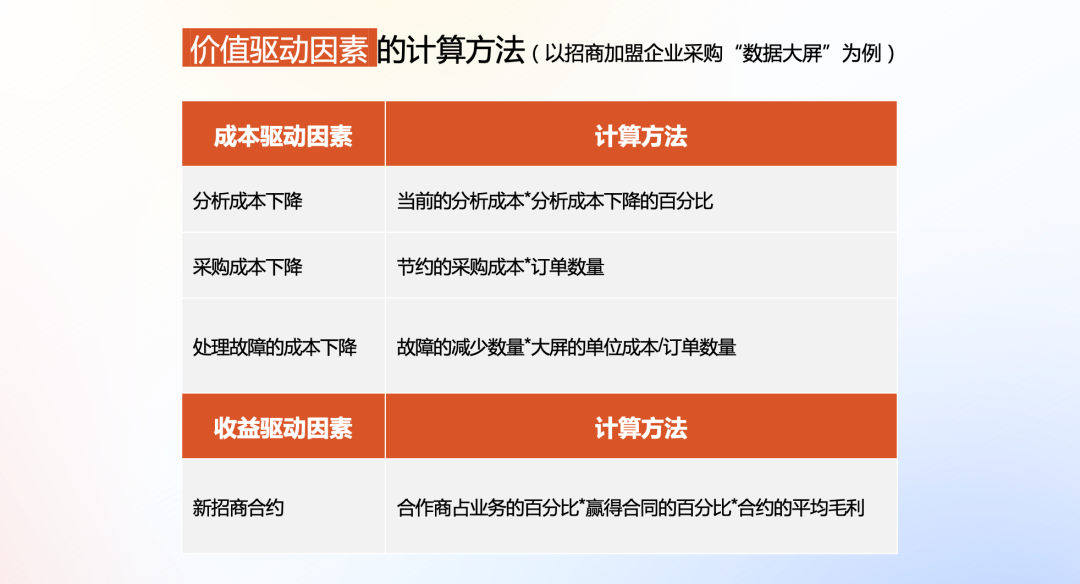 价值驱动因素的计算方法（以招商加盟企业采购“数据大屏”为例）
成本驱动因素 计算方法
分析成本下降 当前的分析成本*分析成本下降的百分比
采购成本下降 节约的采购成本*订单数量
处理故障的成本下降 故障的减少数量*大屏的单位成本/订单数量
收益驱动因素 计算方法
新招商合约 合作商占业务的百分比*赢得合同的百分比*合约的平均毛利